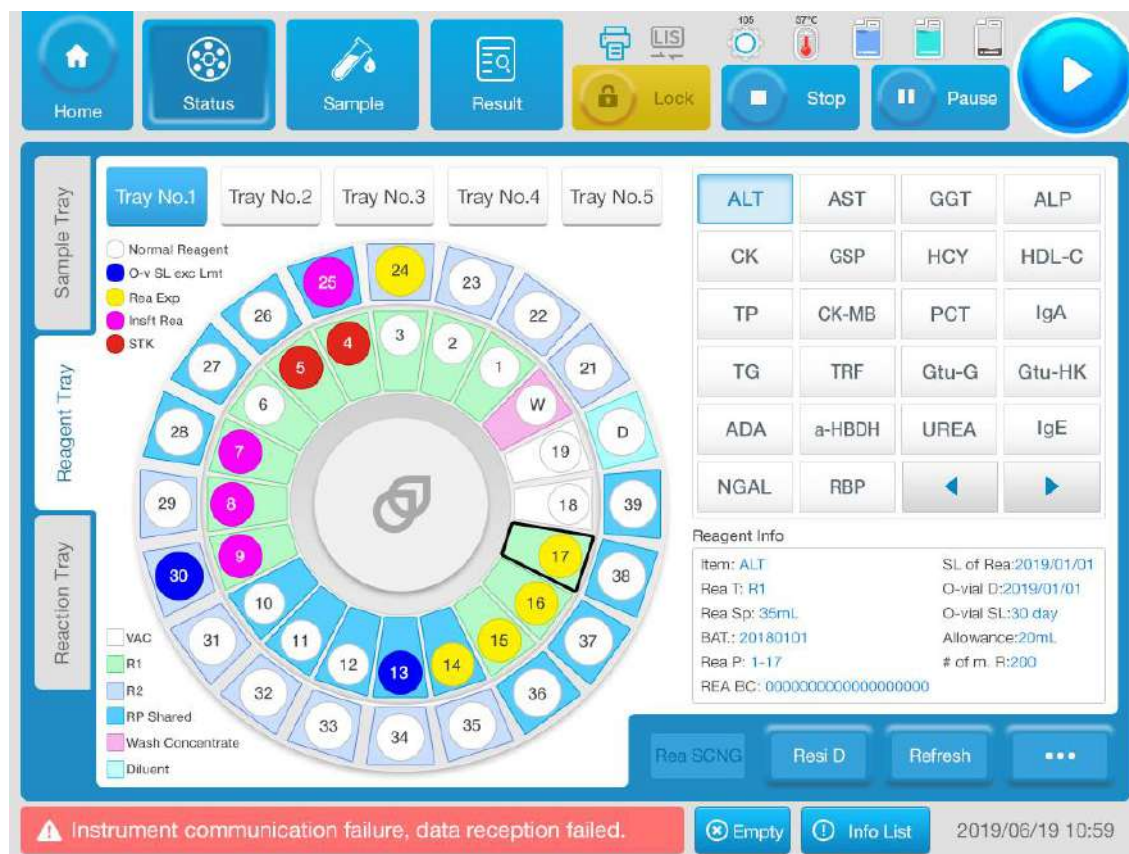 105 37°C
LIS
Home Status Sample Result Lock Stop Pause
Sample Tray
Reagent Tray
Reaction Tray
Tray No.1 Tray No.2 Tray No.3 Tray No.4 Tray No.5
Normal Reagent
O-v SL exc Lmt
Rea Exp
Insft Rea
STK
25 24 23
26 22
27 21
28 D
29 39
30 38
31 37
32 36
33 34 35
4 3 2
5 1
6 W
7 19
8 18
9 17
10 16
11 15
12 13 14
VAC
R1
R2
RP Shared
Wash Concentrate
Diluent
ALT AST GGT ALP
CK GSP HCY HDL-C
TP CK-MB PCT IgA
TG TRF Gtu-G Gtu-HK
ADA a-HBDH UREA IgE
NGAL RBP
Reagent Info
Item: ALT SL of Rea:2019/01/01
Rea T: R1 O-vial D:2019/01/01
Rea Sp: 35mL O-vial SL:30 day
BAT.: 20180101 Allowance:20mL
Rea P: 1-17 # of m. R:200
REA BC: 0000000000000000000
Rea SCNG Resi D Refresh
Instrument communication failure, data reception failed.
Empty Info List 2019/06/19 10:59